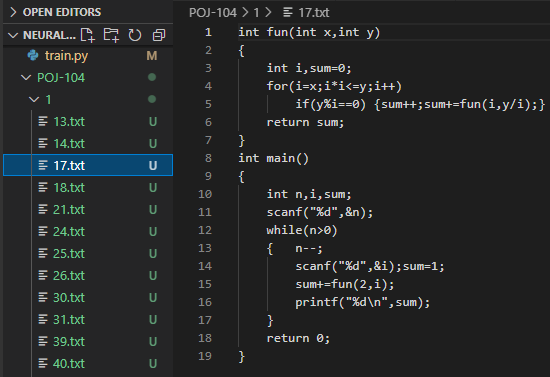 OPEN EDITORS
NEURAL...
train.py M
POJ-104
1
13.txt U
14.txt U
17.txt U
18.txt U
21.txt U
24.txt U
25.txt U
26.txt U
30.txt U
31.txt U
39.txt U
40.txt U
POJ-104 > 1 > 17.txt
1 int fun(int x,int y)
2 {
3 int i,sum=0;
4 for(i=x;i*i<=y;i++)
5 if(y%i==0) {sum++;sum+=fun(i,y/i);}
6 return sum;
7 }
8 int main()
9 {
10 int n,i,sum;
11 scanf("%d",&n);
12 while(n>0)
13 { n--;
14 scanf("%d",&i);sum=1;
15 sum+=fun(2,i);
16 printf("%d\n",sum);
17 }
18 return 0;
19 }